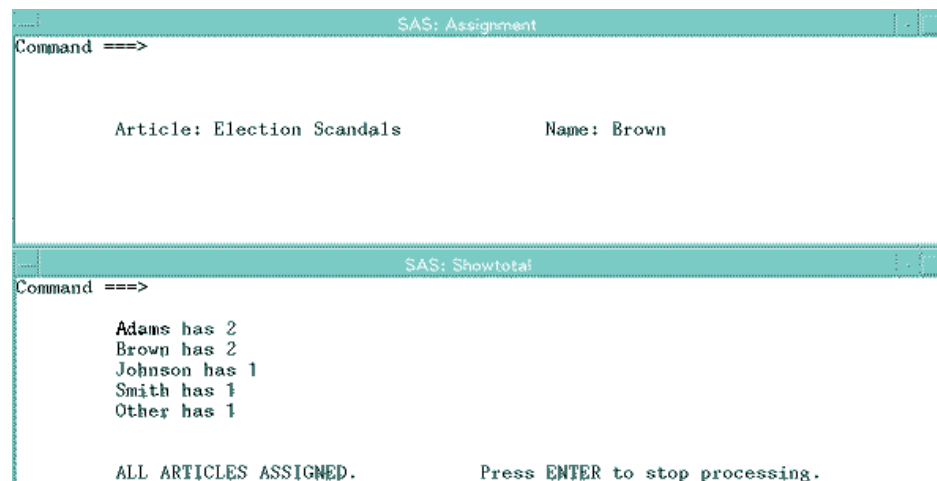 SAS: Assignment
Command ===>
Article: Election Scandals Name: Brown
SAS: Showtotal
Command ===>
Adams has 2
Brown has 2
Johnson has 1
Smith has 1
Other has 1
ALL ARTICLES ASSIGNED. Press ENTER to stop processing.